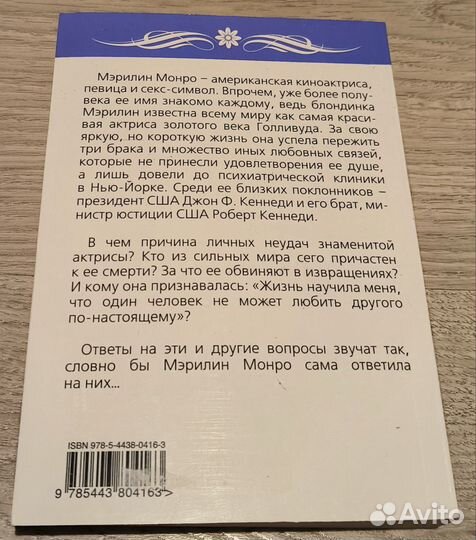 Мэрилин Монро – американская киноактриса,
певица и секс-символ. Впрочем, уже более полу-
века ее имя знакомо каждому, ведь блондинка
Мэрилин известна всему миру как самая краси-
вая актриса золотого века Голливуда. За свою
яркую, но короткую жизнь она успела пережить
три брака и множество иных любовных связей,
которые не принесли удовлетворения ее душе,
а лишь довели до психиатрической клиники
в Нью-Йорке. Среди ее близких поклонников –
президент США Джон Ф. Кеннеди и его брат, ми-
нистр юстиции США Роберт Кеннеди.
В чем причина личных неудач знаменитой
актрисы? Кто из сильных мира сего причастен
к ее смерти? За что ее обвиняют в извращениях?
И кому она признавалась: «Жизнь научила меня,
что один человек не может любить другого
по-настоящему»?
Ответы на эти и другие вопросы звучат так,
словно бы Мэрилин Монро сама ответила
на них...
ISBN 978-5-4438-0416-3
9 785443 804163>
Avito